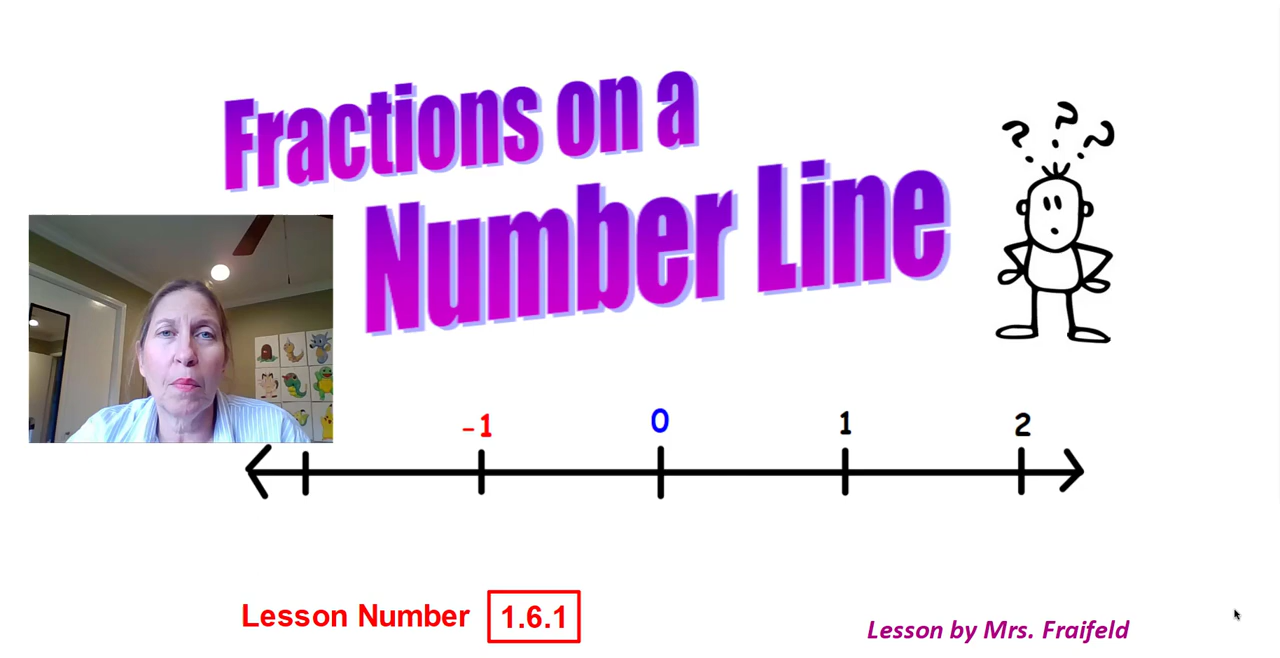 Fractions on a
Number Line
? ? ?
-1 0 1 2
Lesson Number 1.6.1
Lesson by Mrs. Fraifeld